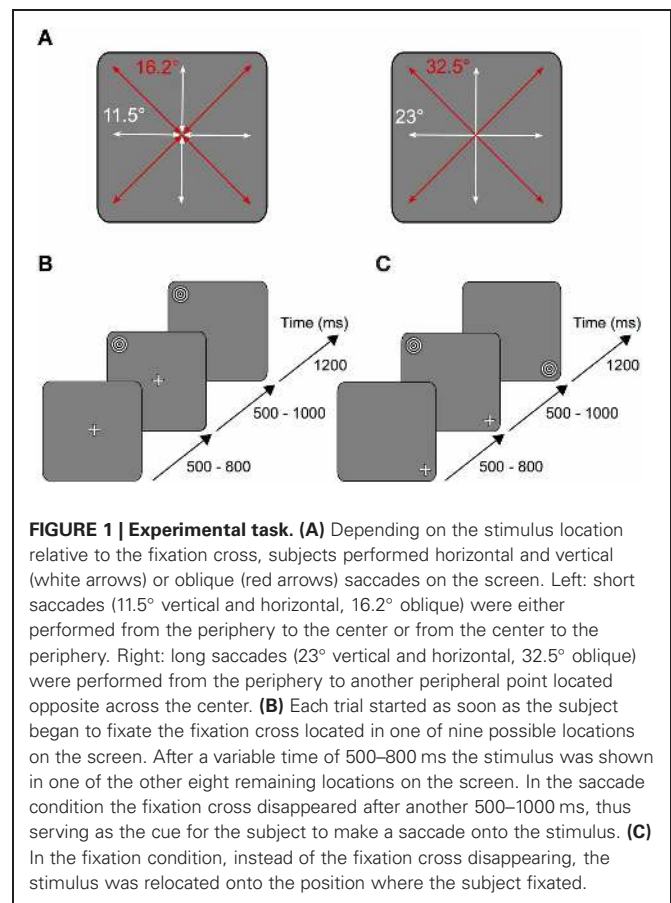 A
16.2°
11.5°
32.5°
23°
B
Time (ms)
1200
500 - 1000
500 - 800
C
Time (ms)
1200
500 - 1000
500 - 800
FIGURE 1 | Experimental task. (A) Depending on the stimulus location
relative to the fixation cross, subjects performed horizontal and vertical
(white arrows) or oblique (red arrows) saccades on the screen. Left: short
saccades (11.5° vertical and horizontal, 16.2° oblique) were either
performed from the periphery to the center or from the center to the
periphery. Right: long saccades (23° vertical and horizontal, 32.5° oblique)
were performed from the periphery to another peripheral point located
opposite across the center. (B) Each trial started as soon as the subject
began to fixate the fixation cross located in one of nine possible locations
on the screen. After a variable time of 500–800 ms the stimulus was shown
in one of the other eight remaining locations on the screen. In the saccade
condition the fixation cross disappeared after another 500–1000 ms, thus
serving as the cue for the subject to make a saccade onto the stimulus. (C)
In the fixation condition, instead of the fixation cross disappearing, the
stimulus was relocated onto the position where the subject fixated.